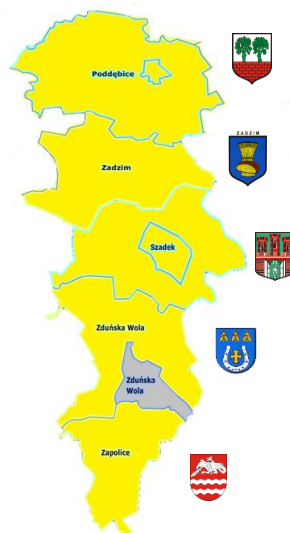 Poddębice
ZADZIM
Zadzim
Szadek
Zduńska Wola
Zduńska
Wola
Zapolice